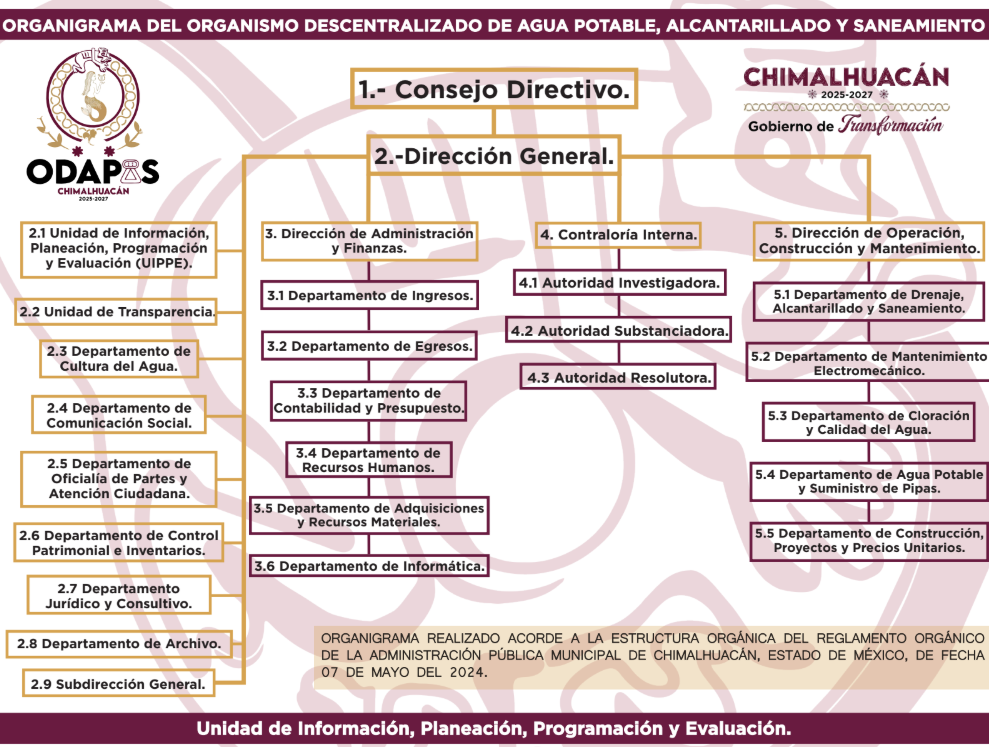 ORGANIGRAMA DEL ORGANISMO DESCENTRALIZADO DE AGUA POTABLE, ALCANTARILLADO Y SANEAMIENTO
ODAPAS
CHIMALHUACÁN
2025-2027
CHIMALHUACÁN
2025-2027
Gobierno de Transformación
1.- Consejo Directivo.
2.-Dirección General.
2.1 Unidad de Información,
Planeación, Programación
y Evaluación (UIPPE).
2.2 Unidad de Transparencia.
2.3 Departamento de
Cultura del Agua.
2.4 Departamento de
Comunicación Social.
2.5 Departamento de
Oficialía de Partes y
Atención Ciudadana.
2.6 Departamento de Control
Patrimonial e Inventarios.
2.7 Departamento
Jurídico y Consultivo.
2.8 Departamento de Archivo.
2.9 Subdirección General.
3. Dirección de Administración
y Finanzas.
3.1 Departamento de Ingresos.
3.2 Departamento de Egresos.
3.3 Departamento de
Contabilidad y Presupuesto.
3.4 Departamento de
Recursos Humanos.
3.5 Departamento de Adquisiciones
y Recursos Materiales.
3.6 Departamento de Informática.
4. Contraloría Interna.
4.1 Autoridad Investigadora.
4.2 Autoridad Substanciadora.
4.3 Autoridad Resolutora.
5. Dirección de Operación,
Construcción y Mantenimiento.
5.1 Departamento de Drenaje,
Alcantarillado y Saneamiento.
5.2 Departamento de Mantenimiento
Electromecánico.
5.3 Departamento de Cloración
y Calidad del Agua.
5.4 Departamento de Agua Potable
y Suministro de Pipas.
5.5 Departamento de Construcción,
Proyectos y Precios Unitarios.
ORGANIGRAMA REALIZADO ACORDE A LA ESTRUCTURA ORGÁNICA DEL REGLAMENTO ORGÁNICO
DE LA ADMINISTRACIÓN PÚBLICA MUNICIPAL DE CHIMALHUACÁN, ESTADO DE MÉXICO, DE FECHA
07 DE MAYO DEL 2024.
Unidad de Información, Planeación, Programación y Evaluación.